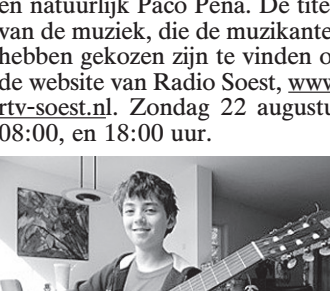 en natuurlijk Paco Peña. De tite
van de muziek, die de muzikante
hebben gekozen zijn te vinden o
de website van Radio Soest, www
rtv-soest.nl. Zondag 22 augustu
08:00, en 18:00 uur.